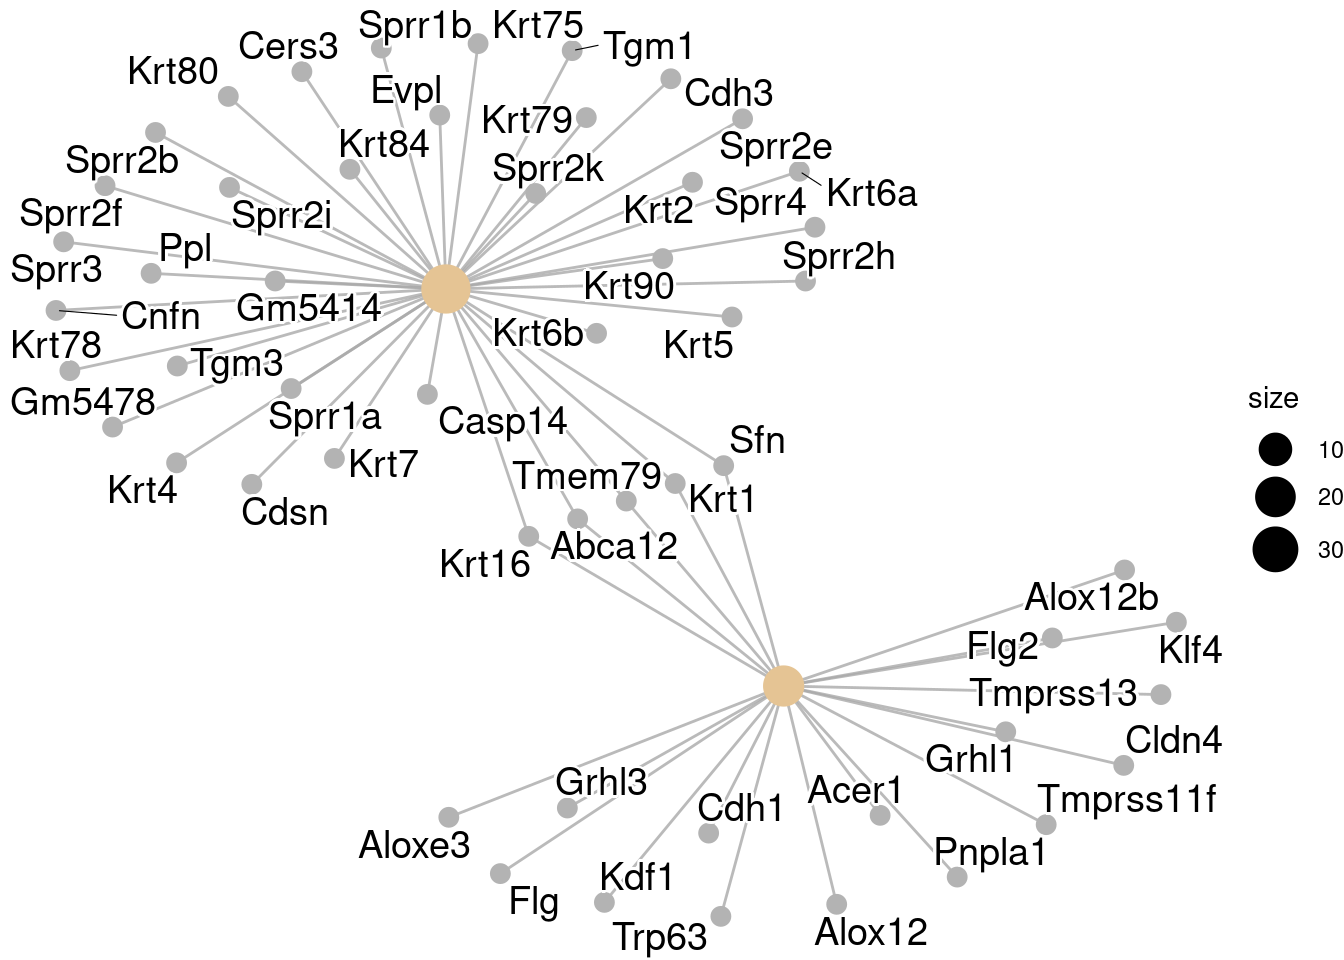 Sprr1b
Krt75
Tgm1
Cers3
Krt80
Evpl
Cdh3
Krt79
Krt84
Sprr2e
Sprr2b
Sprr2k
Krt6a
Sprr4
Krt2
Sprr2f
Sprr2i
Ppl
Sprr2h
Sprr3
Krt90
Gm5414
Cnfn
Krt6b
Krt5
Krt78
Tgm3
Gm5478
Sprr1a
Casp14
Sfn
Krt7
Krt4
Tmem79
Krt1
Cdsn
Abca12
Krt16
size
10
20
30
Alox12b
Flg2
Klf4
Tmprss13
Cldn4
Grhl1
Grhl3
Acer1
Tmprss11f
Cdh1
Aloxe3
Pnpla1
Kdf1
Flg
Trp63
Alox12